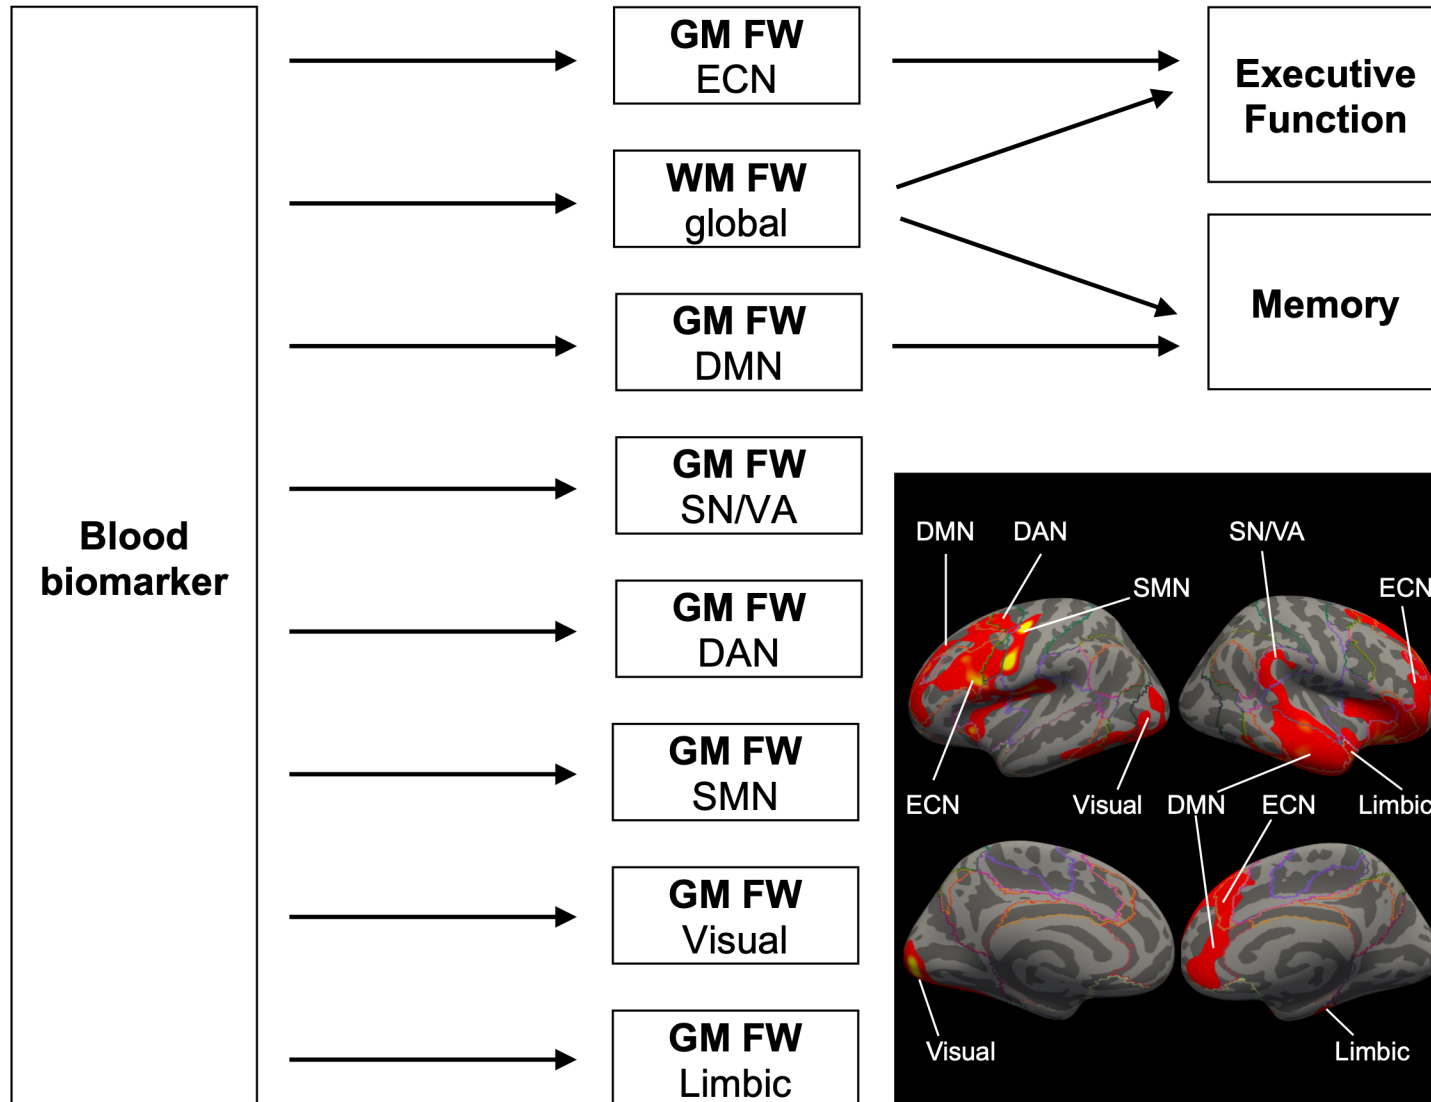 Blood
biomarker
GM FW
ECN
WM FW
global
GM FW
DMN
GM FW
SN/VA
GM FW
DAN
GM FW
SMN
GM FW
Visual
GM FW
Limbic
Executive
Function
Memory
DMN
DAN
SN/VA
SMN
ECN
ECN
Visual
DMN
ECN
Limbic
Visual
Limbic